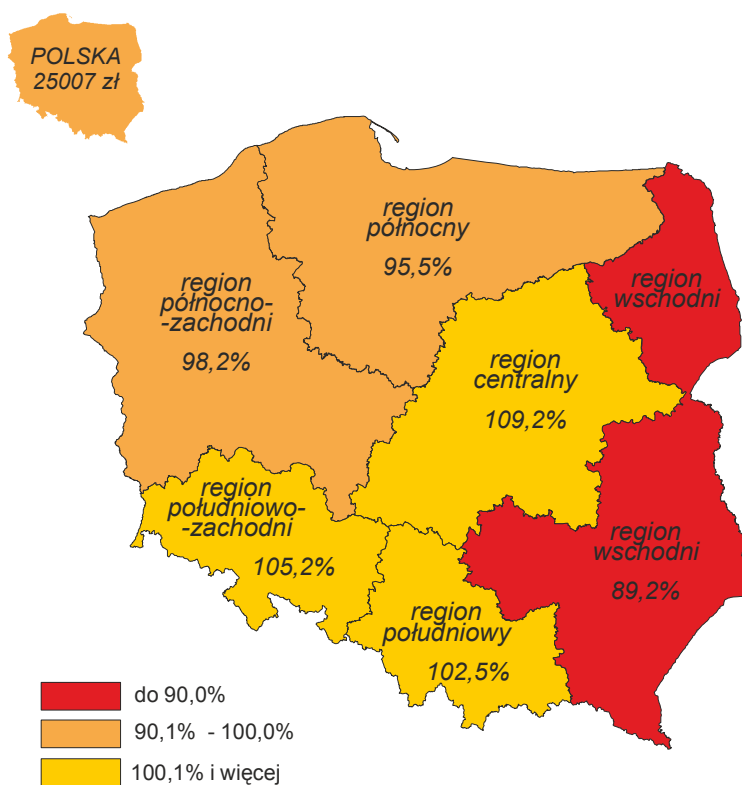 POLSKA
25007 zł
region
północny
95,5%
region
północno-
-zachodni
98,2%
region
wschodni
region
centralny
109,2%
region
południowo-
-zachodni
105,2%
region
wschodni
89,2%
region
południowy
102,5%
do 90,0%
90,1% - 100,0%
100,1% i więcej